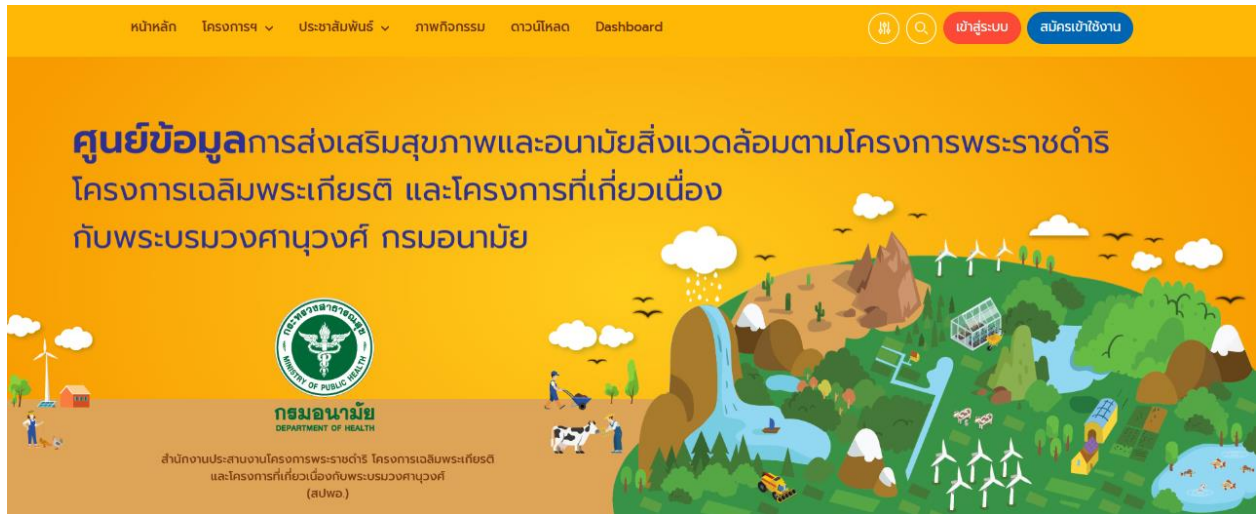 หน้าหลัก โครงการฯ ประชาสัมพันธ์ ภาพกิจกรรม ดาวน์โหลด Dashboard เข้าสู่ระบบ สมัครเข้าใช้งาน
ศูนย์ข้อมูลการส่งเสริมสุขภาพและอนามัยสิ่งแวดล้อมตามโครงการพระราชดำริ
โครงการเฉลิมพระเกียรติ และโครงการที่เกี่ยวเนื่อง
กับพระบรมวงศานุวงศ์ กรมอนามัย
กระทรวงสาธารณสุข
MINISTRY OF PUBLIC HEALTH
กรมอนามัย
DEPARTMENT OF HEALTH
สำนักงานประสานงานโครงการพระราชดำริ โครงการเฉลิมพระเกียรติ
และโครงการที่เกี่ยวเนื่องกับพระบรมวงศานุวงศ์
(สปพอ.)